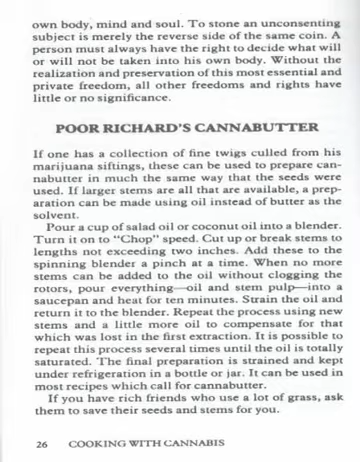 own body, mind and soul. To stone an unconsenting
subject is merely the reverse side of the same coin. A
person must always have the right to decide what will
or will not be taken into his own body. Without the
realization and preservation of this most essential and
private freedom, all other freedoms and rights have
little or no significance.
POOR RICHARD'S CANNABUTTER
If one has a collection of fine twigs culled from his
marijuana siftings, these can be used to prepare can-
nabutter in much the same way that the seeds were
used. If larger stems are all that are available, a prep-
aration can be made using oil instead of butter as the
solvent.
Pour a cup of salad oil or coconut oil into a blender.
Turn it on to "Chop" speed. Cut up or break stems to
lengths not exceeding two inches. Add these to the
spinning blender a pinch at a time. When no more
stems can be added to the oil without clogging the
rotors, pour everything—oil and stem pulp—into a
saucepan and heat for ten minutes. Strain the oil and
return it to the blender. Repeat the process using new
stems and a little more oil to compensate for that
which was lost in the first extraction. It is possible to
repeat this process several times until the oil is totally
saturated. The final preparation is strained and kept
under refrigeration in a bottle or jar. It can be used in
most recipes which call for cannabutter.
If you have rich friends who use a lot of grass, ask
them to save their seeds and stems for you.
26 COOKING WITH CANNABIS